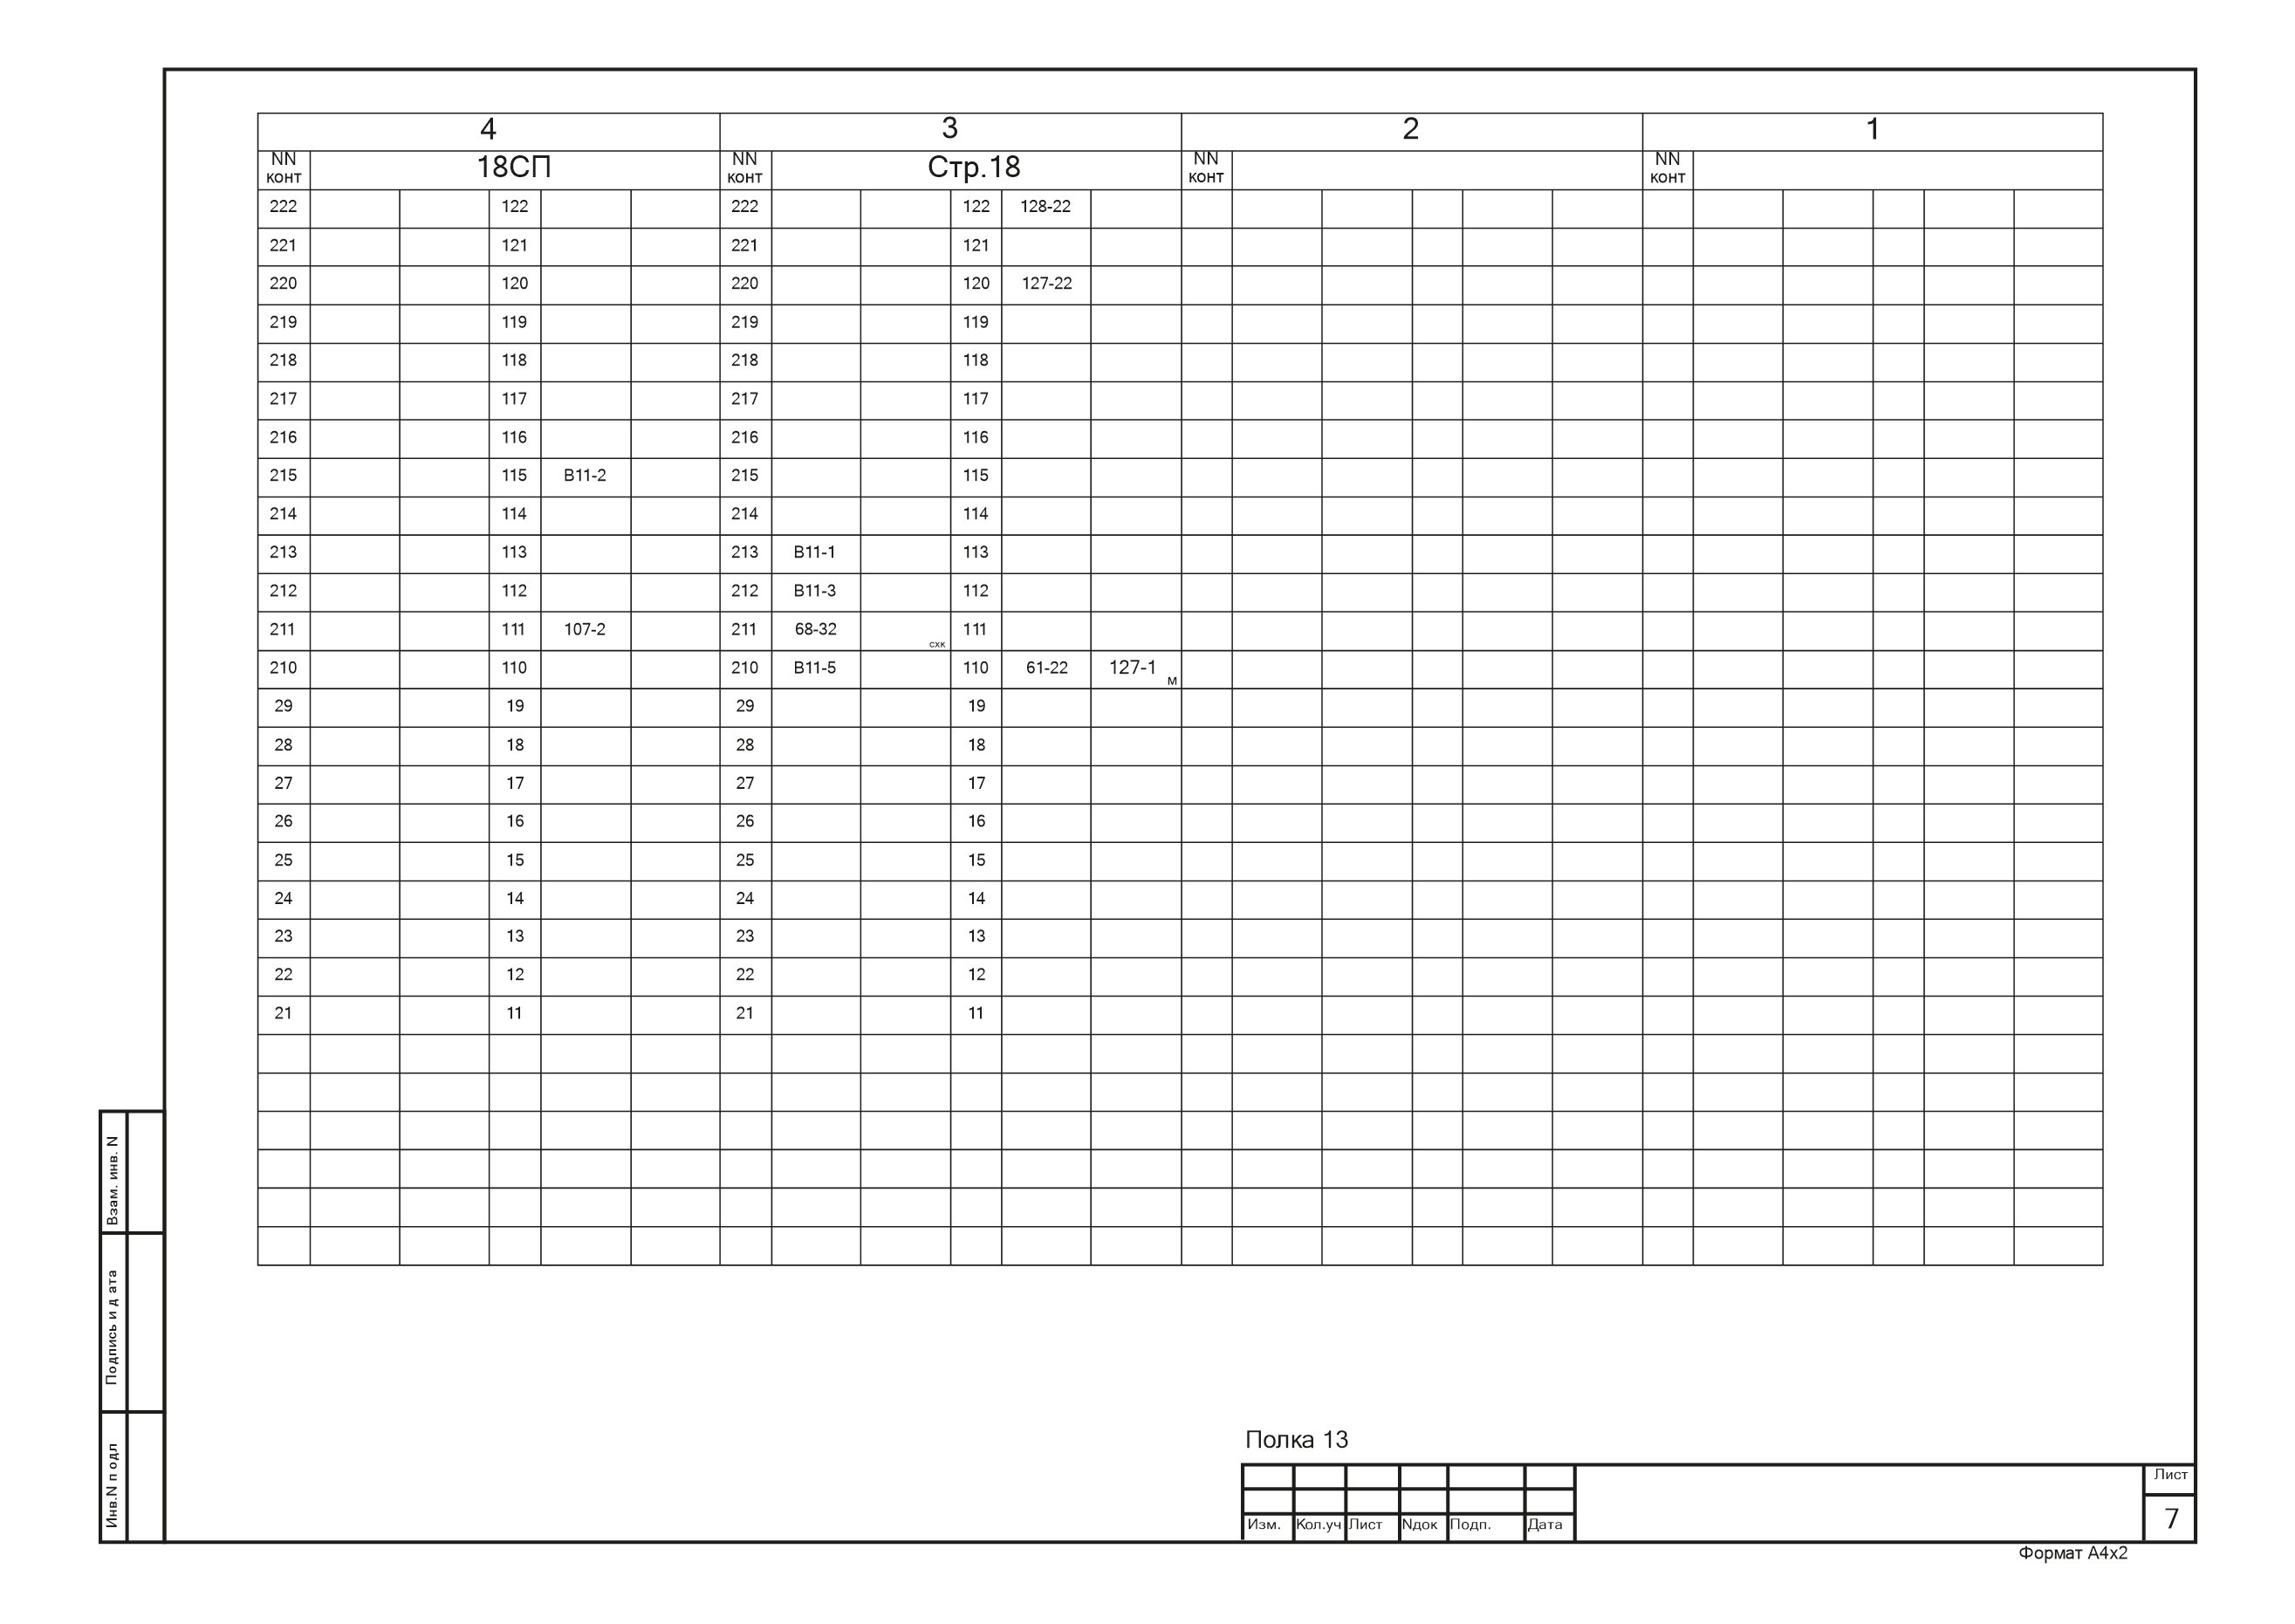 4 3 2 1
NN конт 18СП NN конт Стр.18 NN конт NN конт
222 122 222 122 128-22
221 121 221 121
220 120 220 120 127-22
219 119 219 119
218 118 218 118
217 117 217 117
216 116 216 116
215 115 В11-2 215 115
214 114 214 114
213 113 213 В11-1 113
212 112 212 В11-3 112
211 111 107-2 211 68-32 схк 111
210 110 210 В11-5 110 61-22 127-1 м
29 19 29 19
28 18 28 18
27 17 27 17
26 16 26 16
25 15 25 15
24 14 24 14
23 13 23 13
22 12 22 12
21 11 21 11
Взам. инв. N
Подпись и д ата
Инв.N п одл
Полка 13
Изм. Кол.уч Лист Nдок Подп. Дата
Лист
7
Формат А4х2